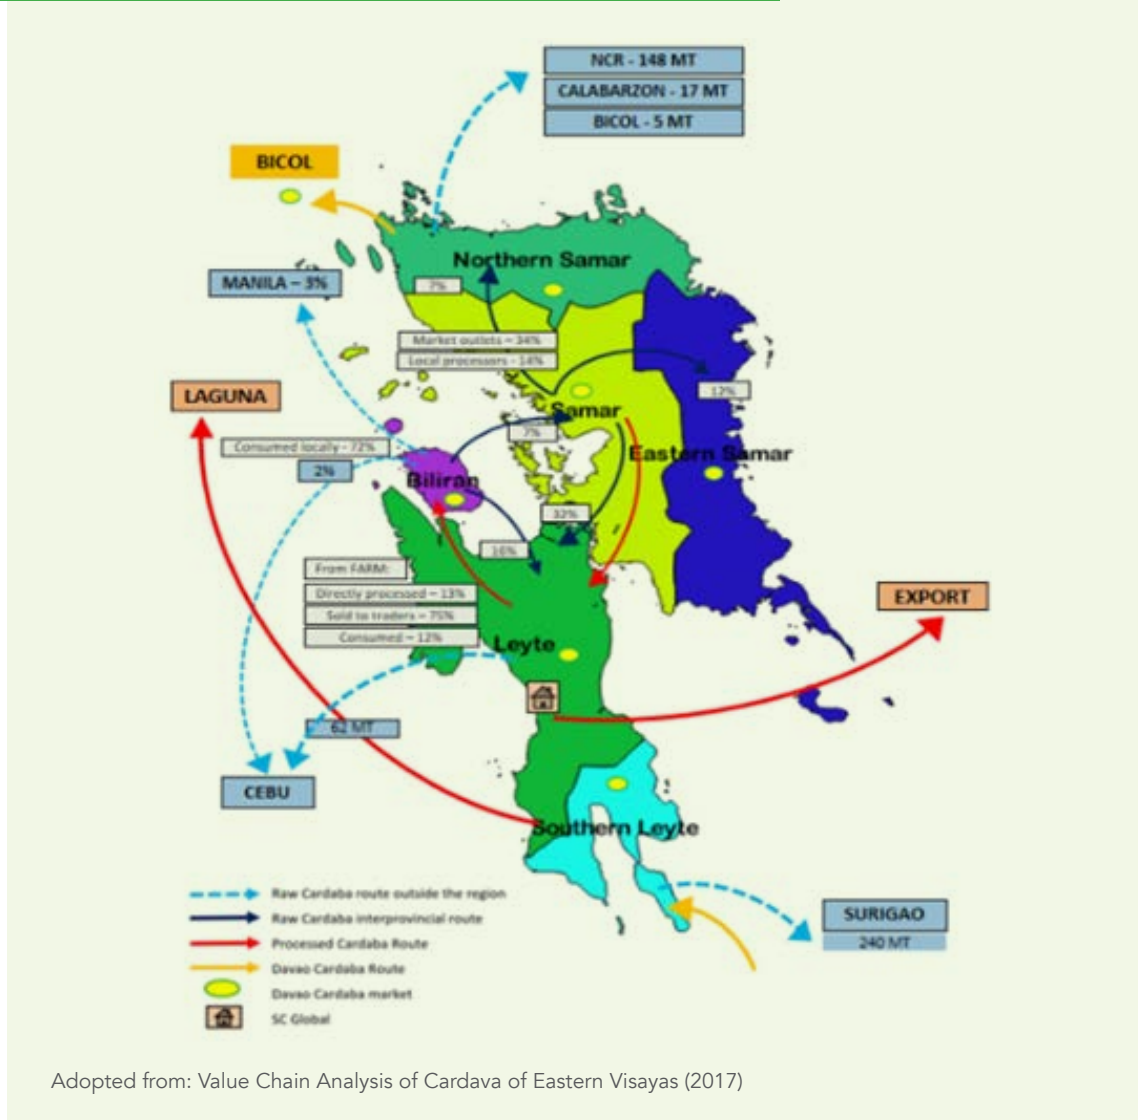 NCR - 148 MT
CALABARZON - 17 MT
BICOL - 5 MT
BICOL
Northern Samar
MANILA – 3%
7%
Market outlets – 34%
Local processors - 14%
12%
LAGUNA
Samar
7%
Consumed locally - 72%
Eastern Samar
2%
Biliran
32%
16%
From FARM:
Directly processed – 13%
Sold to traders – 75%
Consumed – 12%
EXPORT
Leyte
62 MT
CEBU
Southern Leyte
Raw Cardaba route outside the region
Raw Cardaba interprovincial route
Processed Cardaba Route
Davao Cardaba Route
Davao Cardaba market
SC Global
SURIGAO
240 MT
Adopted from: Value Chain Analysis of Cardava of Eastern Visayas (2017)